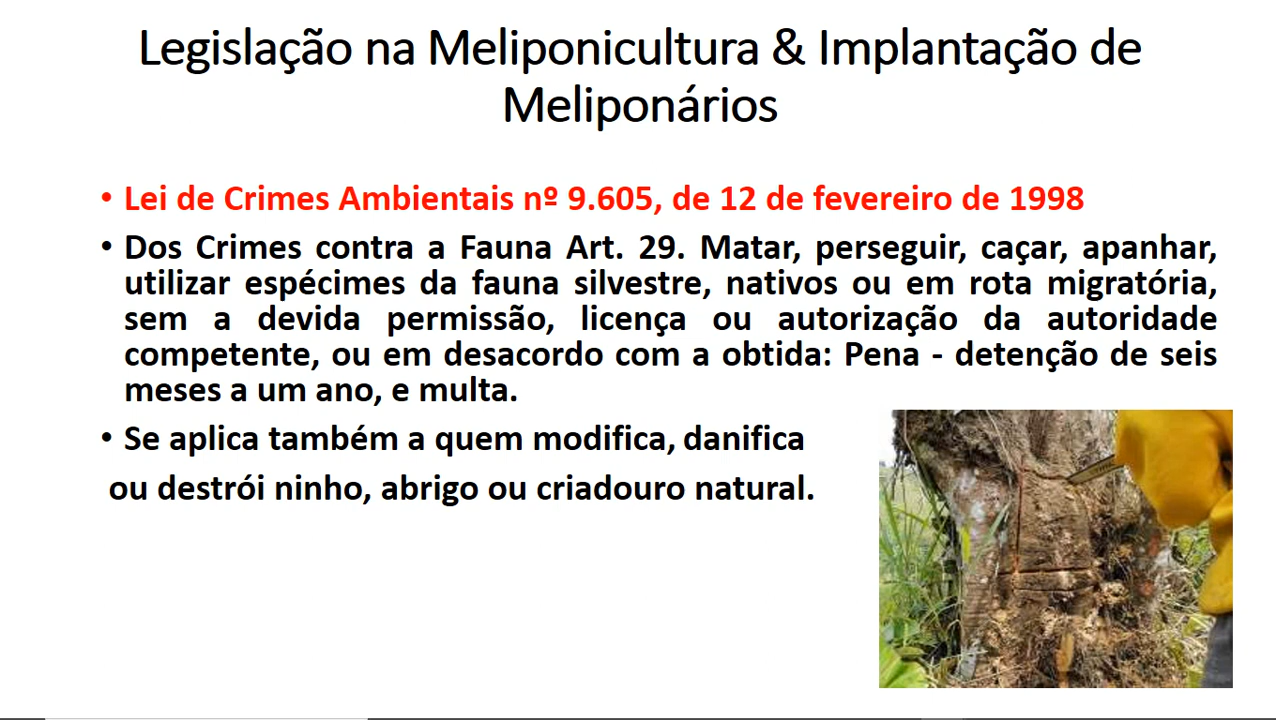 Legislação na Meliponicultura & Implantação de
Meliponários
• Lei de Crimes Ambientais nº 9.605, de 12 de fevereiro de 1998
• Dos Crimes contra a Fauna Art. 29. Matar, perseguir, caçar, apanhar,
utilizar espécimes da fauna silvestre, nativos ou em rota migratória,
sem a devida permissão, licença ou autorização da autoridade
competente, ou em desacordo com a obtida: Pena - detenção de seis
meses a um ano, e multa.
• Se aplica também a quem modifica, danifica
ou destrói ninho, abrigo ou criadouro natural.